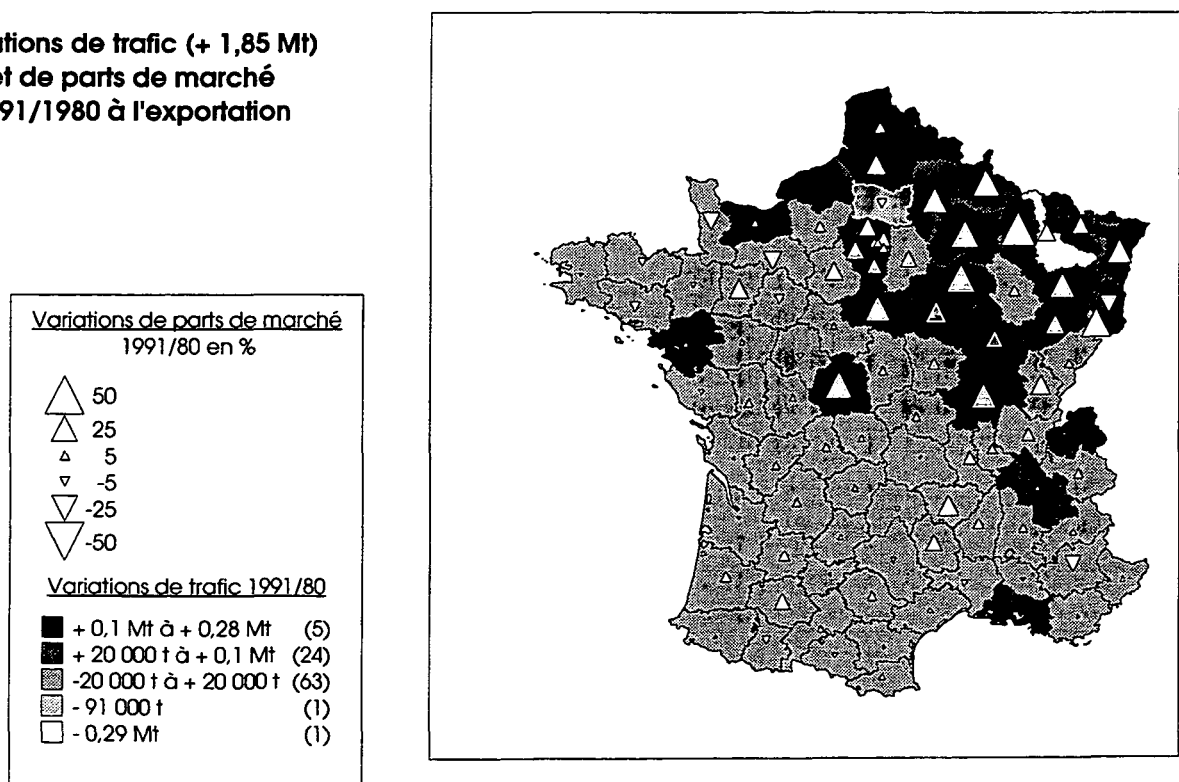 tions de trafic (+ 1,85 Mt)
et de parts de marché
91/1980 à l'exportation
Variations de parts de marché
1991/80 en %
50
25
5
-5
-25
-50
Variations de trafic 1991/80
+ 0,1 Mt à + 0,28 Mt (5)
+ 20 000 t à + 0,1 Mt (24)
-20 000 t à + 20 000 t (63)
- 91 000 t (1)
- 0,29 Mt (1)